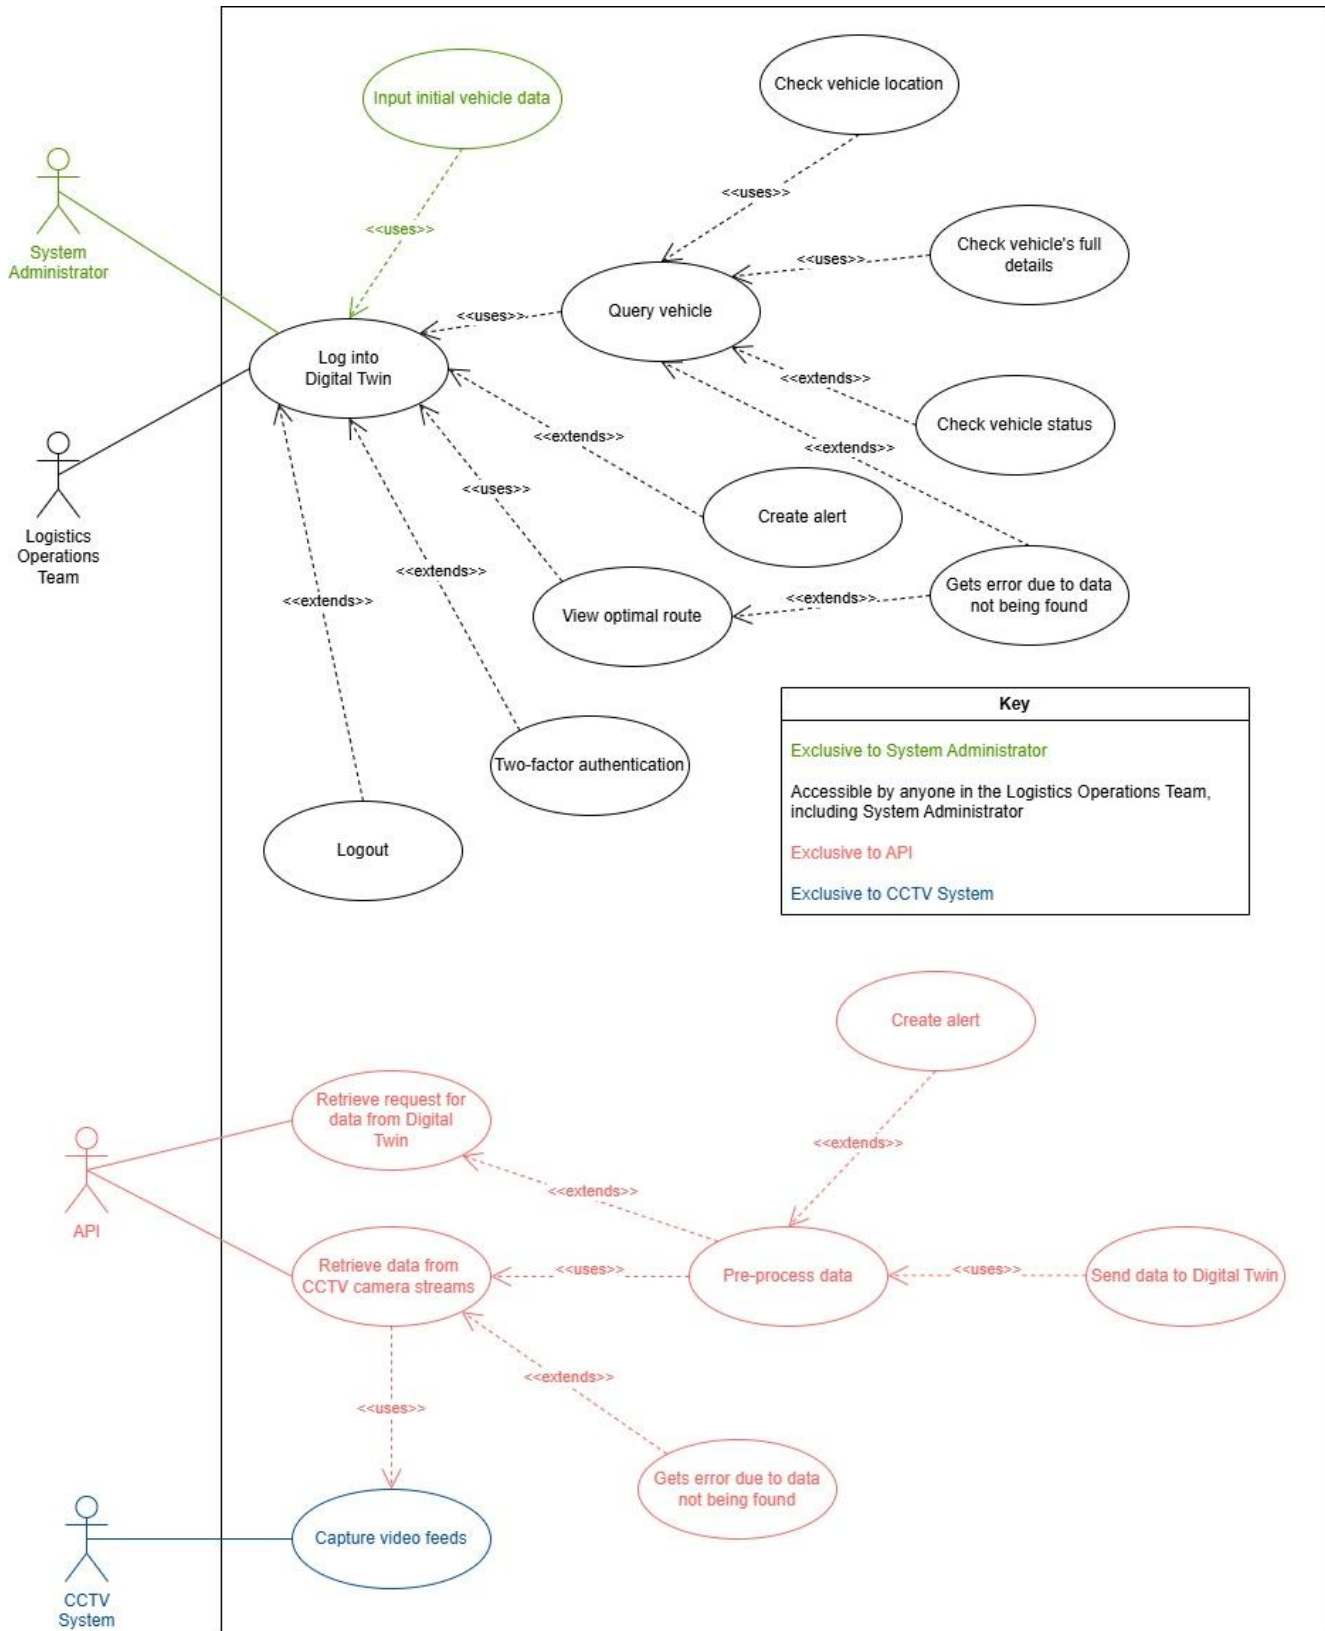 Input initial vehicle data
Check vehicle location
<<uses>>
System
Administrator
<<uses>>
Check vehicle's full
details
<<uses>>
Query vehicle
<<uses>>
Log into
Digital Twin
<<extends>>
Check vehicle status
<<extends>>
<<extends>>
<<uses>>
Create alert
Logistics
Operations
Team
<<extends>>
<<extends>>
View optimal route
<<extends>>
Gets error due to data
not being found
Two-factor authentication
Logout
Key
Exclusive to System Administrator
Accessible by anyone in the Logistics Operations Team,
including System Administrator
Exclusive to API
Exclusive to CCTV System
Create alert
Retrieve request for
data from Digital
Twin
<<extends>>
<<extends>>
API
Retrieve data from
CCTV camera streams
<<uses>>
Pre-process data
<<uses>>
Send data to Digital Twin
<<extends>>
<<uses>>
Gets error due to data
not being found
Capture video feeds
CCTV
System